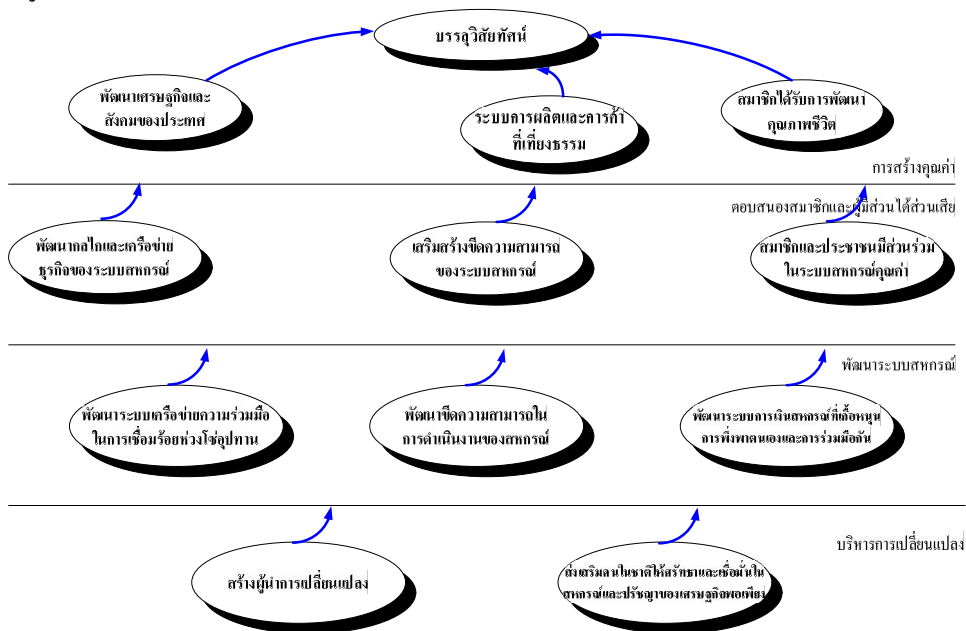 บรรลุวิสัยทัศน์
พัฒนาเศรษฐกิจและ
สังคมของประเทศ
ระบบการผลิตและการค้า
ที่เที่ยงธรรม
สมาชิกได้รับการพัฒนา
คุณภาพชีวิต
การสร้างคุณค่า
ตอบสนองสมาชิกและผู้มีส่วนได้ส่วนเสีย
พัฒนากลไกและเครือข่าย
ธุรกิจของระบบสหกรณ์
เสริมสร้างขีดความสามารถ
ของระบบสหกรณ์
สมาชิกและประชาชนมีส่วนร่วม
ในระบบสหกรณ์คุณค่า
พัฒนาระบบสหกรณ์
พัฒนาระบบเครือข่ายความร่วมมือ
ในการเชื่อมร้อยห่วงโซ่อุปทาน
พัฒนาขีดความสามารถใน
การดำเนินงานของสหกรณ์
พัฒนาระบบการเงินสหกรณ์ที่เกื้อหนุน
การพึ่งพาตนเองและการร่วมมือกัน
บริหารการเปลี่ยนแปลง
สร้างผู้นำการเปลี่ยนแปลง
ส่งเสริมคนในชาติให้ศรัทธาและเชื่อมั่นใน
สหกรณ์และปรัชญาของเศรษฐกิจพอเพียง